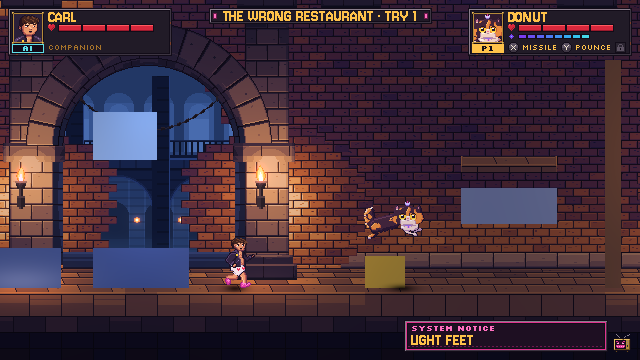 CARL
AI
COMPANION
THE WRONG RESTAURANT · TRY 1
DONUT
P1
X MISSILE Y POUNCE
SYSTEM NOTICE
LIGHT FEET